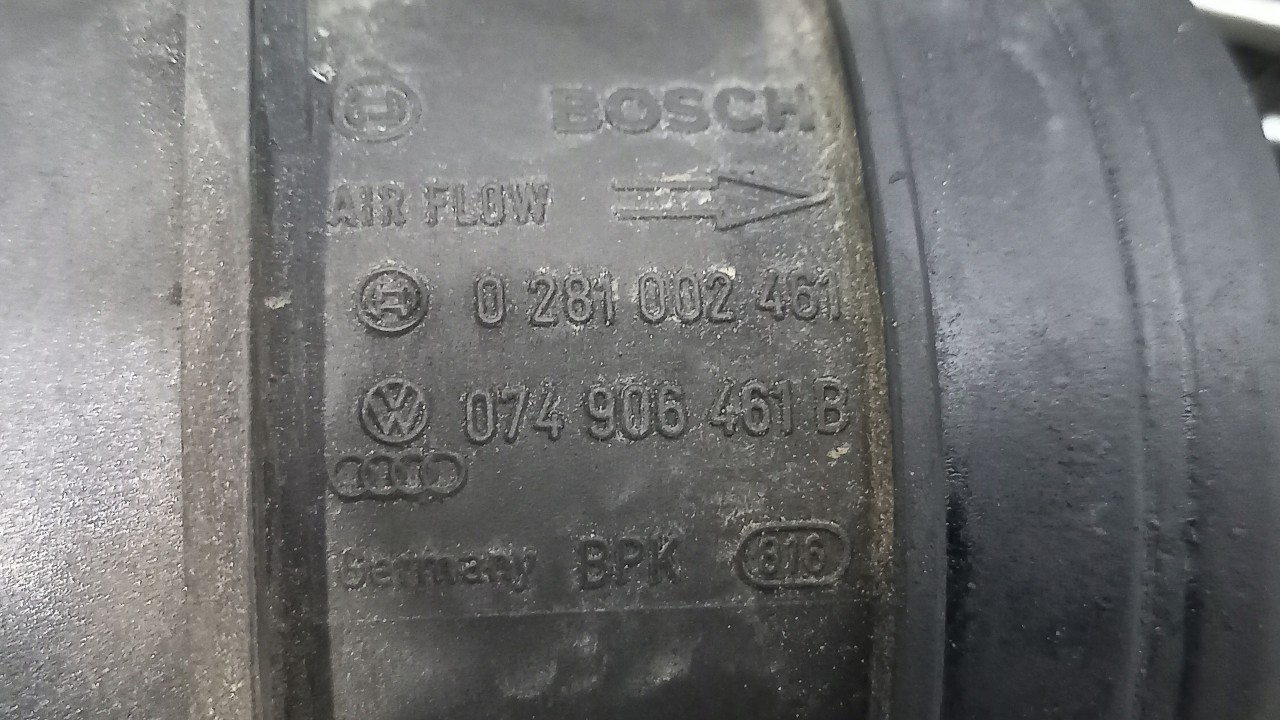 BOSCH
AIR FLOW
0 281 002 461
074 906 461 B
Germany BPK 816